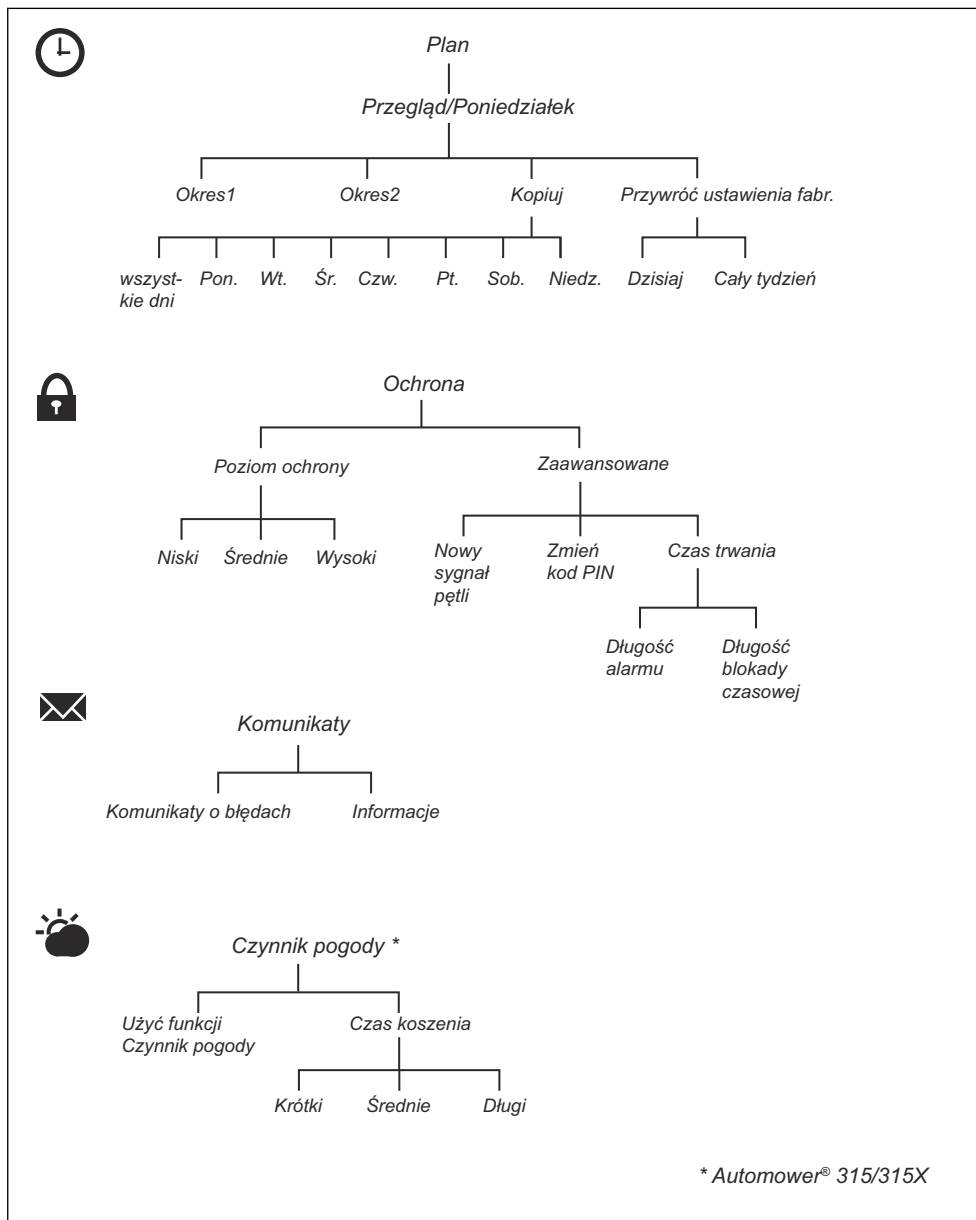 Plan
Przegląd/Poniedziałek
Okres1
Okres2
Kopiuj
Przywróć ustawienia fabr.
wszyst-
kie dni
Pon.
Wt.
Śr.
Czw.
Pt.
Sob.
Niedz.
Dzisiaj
Cały tydzień
Ochrona
Poziom ochrony
Zaawansowane
Niski
Średnie
Wysoki
Nowy
sygnał
pętli
Zmień
kod PIN
Czas trwania
Długość
alarmu
Długość
blokady
czasowej
Komunikaty
Komunikaty o błędach
Informacje
Czynnik pogody *
Użyć funkcji
Czynnik pogody
Czas koszenia
Krótki
Średnie
Długi
* Automower® 315/315X